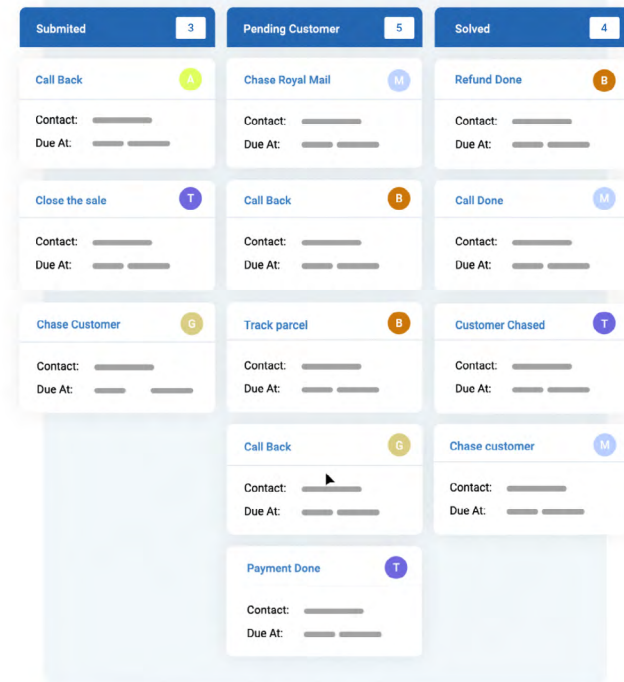 Submited 3
Call Back A
Contact:
Due At:
Close the sale T
Contact:
Due At:
Chase Customer G
Contact:
Due At:
Pending Customer 5
Chase Royal Mail M
Contact:
Due At:
Call Back B
Contact:
Due At:
Track parcel B
Contact:
Due At:
Call Back G
Contact:
Due At:
Payment Done T
Contact:
Due At:
Solved 4
Refund Done B
Contact:
Due At:
Call Done M
Contact:
Due At:
Customer Chased T
Contact:
Due At:
Chase customer M
Contact:
Due At: